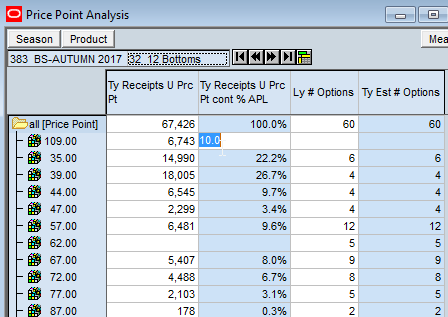 Price Point Analysis
Season Product Mea
383 BS-AUTUMN 2017 32 12 Bottoms
Ty Receipts U Prc Pt Ty Receipts U Prc Pt cont % APL Ly # Options Ty Est # Options
all [Price Point] 67,426 100.0% 60 60
109.00 6,743 10.0
35.00 14,990 22.2% 6 6
39.00 18,005 26.7% 4 4
44.00 6,545 9.7% 4 4
47.00 2,299 3.4% 4 4
57.00 6,481 9.6% 12 12
62.00 5 5
67.00 5,407 8.0% 9 9
72.00 4,488 6.7% 8 8
77.00 2,103 3.1% 5 5
87.00 178 0.3% 2 2